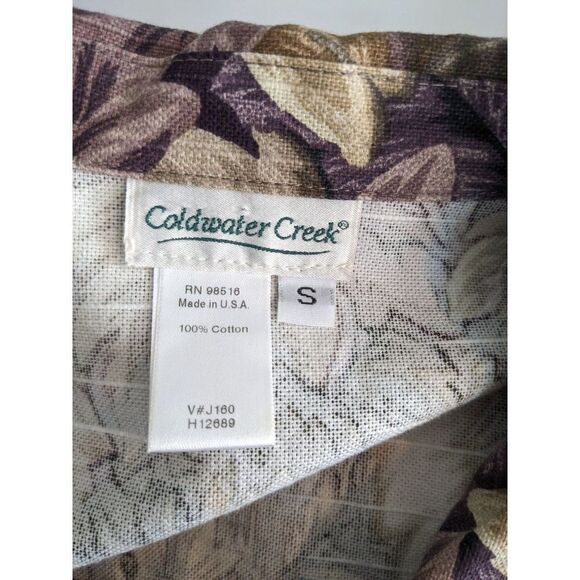 Coldwater Creek®
RN 98516
Made in U.S.A.
100% Cotton
V#J160
H12689
S